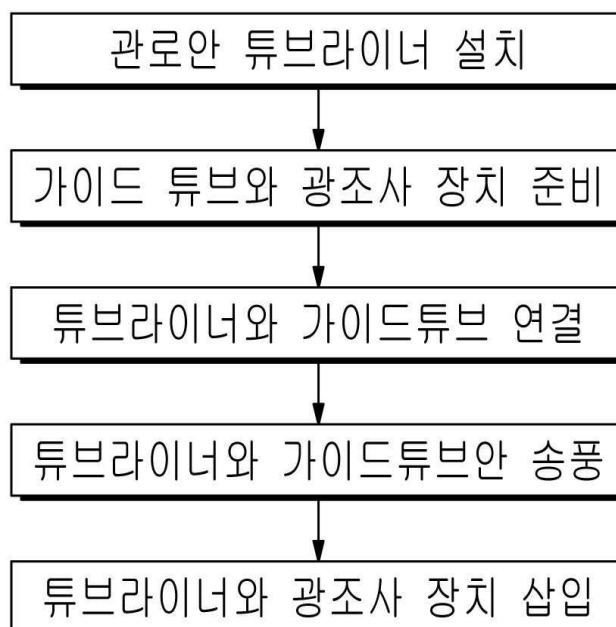 관로안 튜브라이너 설치
가이드 튜브와 광조사 장치 준비
튜브라이너와 가이드튜브 연결
튜브라이너와 가이드튜브안 송풍
튜브라이너와 광조사 장치 삽입